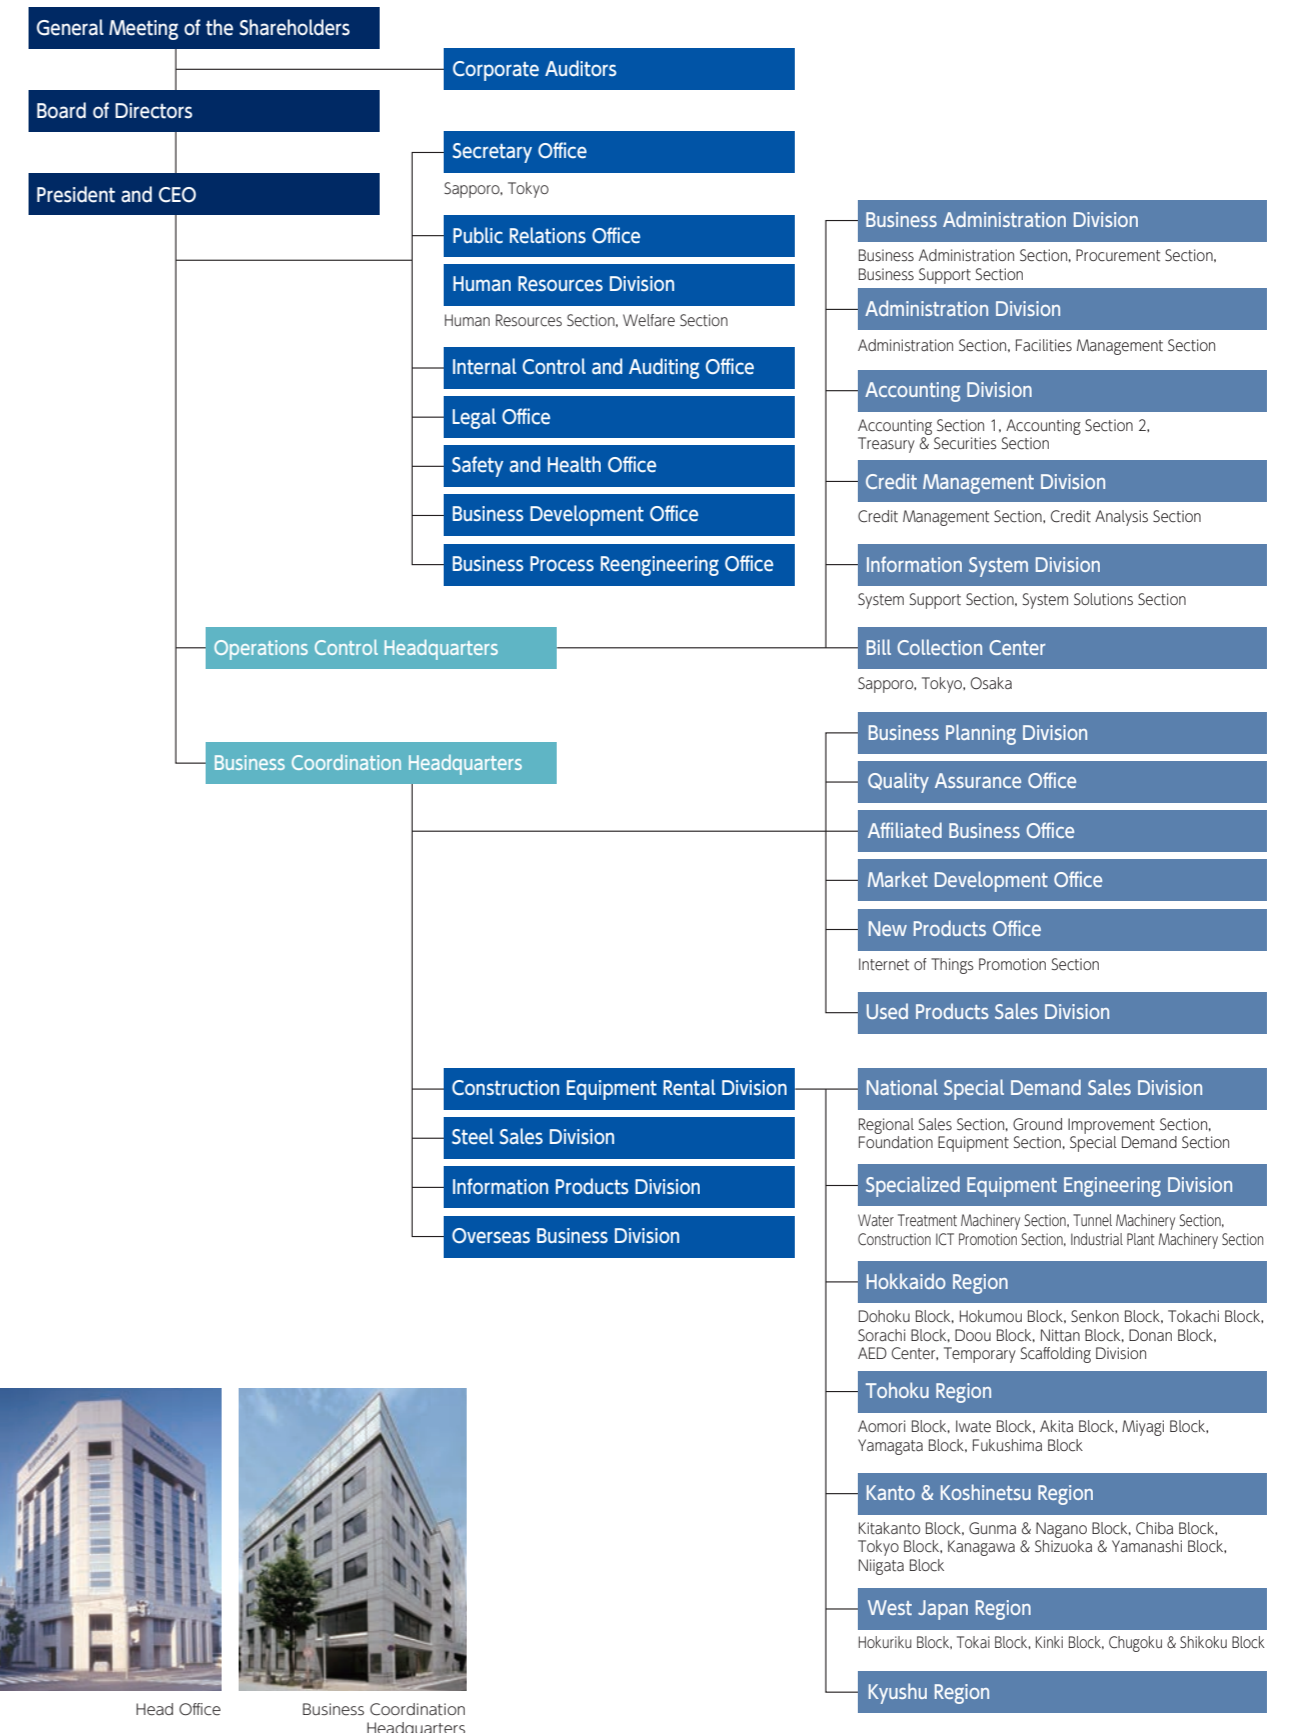 General Meeting of the Shareholders
Corporate Auditors
Board of Directors
President and CEO
Secretary Office
Sapporo, Tokyo
Public Relations Office
Human Resources Division
Human Resources Section, Welfare Section
Internal Control and Auditing Office
Legal Office
Safety and Health Office
Business Development Office
Business Process Reengineering Office
Operations Control Headquarters
Business Administration Division
Business Administration Section, Procurement Section,
Business Support Section
Administration Division
Administration Section, Facilities Management Section
Accounting Division
Accounting Section 1, Accounting Section 2,
Treasury & Securities Section
Credit Management Division
Credit Management Section, Credit Analysis Section
Information System Division
System Support Section, System Solutions Section
Bill Collection Center
Sapporo, Tokyo, Osaka
Business Coordination Headquarters
Business Planning Division
Quality Assurance Office
Affiliated Business Office
Market Development Office
New Products Office
Internet of Things Promotion Section
Used Products Sales Division
Construction Equipment Rental Division
Steel Sales Division
Information Products Division
Overseas Business Division
National Special Demand Sales Division
Regional Sales Section, Ground Improvement Section,
Foundation Equipment Section, Special Demand Section
Specialized Equipment Engineering Division
Water Treatment Machinery Section, Tunnel Machinery Section,
Construction ICT Promotion Section, Industrial Plant Machinery Section
Hokkaido Region
Dohoku Block, Hokumou Block, Senkon Block, Tokachi Block,
Sorachi Block, Doou Block, Nittan Block, Donan Block,
AED Center, Temporary Scaffolding Division
Tohoku Region
Aomori Block, Iwate Block, Akita Block, Miyagi Block,
Yamagata Block, Fukushima Block
Kanto & Koshinetsu Region
Kitakanto Block, Gunma & Nagano Block, Chiba Block,
Tokyo Block, Kanagawa & Shizuoka & Yamanashi Block,
Niigata Block
West Japan Region
Hokuriku Block, Tokai Block, Kinki Block, Chugoku & Shikoku Block
Kyushu Region
Head Office
Business Coordination
Headquarters